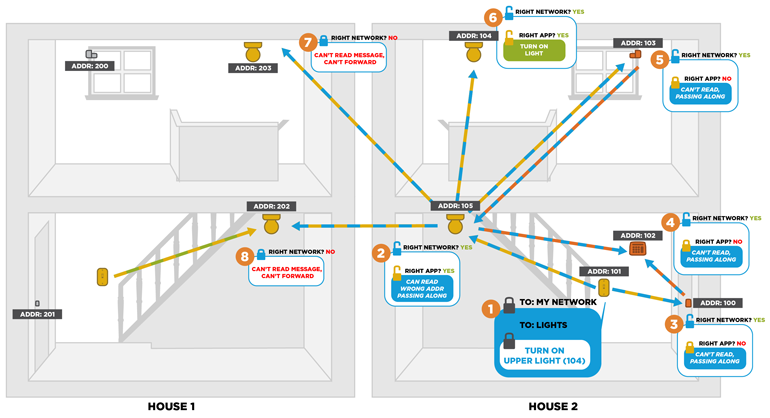 6
RIGHT NETWORK? YES
RIGHT APP? YES
TURN ON
LIGHT
7
RIGHT NETWORK? NO
CAN'T READ MESSAGE,
CAN'T FORWARD
ADDR: 104
ADDR: 103
ADDR: 200
ADDR: 203
5
RIGHT NETWORK? YES
RIGHT APP? NO
CAN'T READ,
PASSING ALONG
ADDR: 202
ADDR: 105
8
RIGHT NETWORK? NO
CAN'T READ MESSAGE,
CAN'T FORWARD
2
RIGHT NETWORK? YES
RIGHT APP? YES
CAN READ
WRONG ADDR
PASSING ALONG
ADDR: 102
4
RIGHT NETWORK? YES
RIGHT APP? NO
CAN'T READ,
PASSING ALONG
ADDR: 101
ADDR: 100
ADDR: 201
1
TO: MY NETWORK
TO: LIGHTS
TURN ON
UPPER LIGHT (104)
3
RIGHT NETWORK? YES
RIGHT APP? NO
CAN'T READ,
PASSING ALONG
HOUSE 1
HOUSE 2